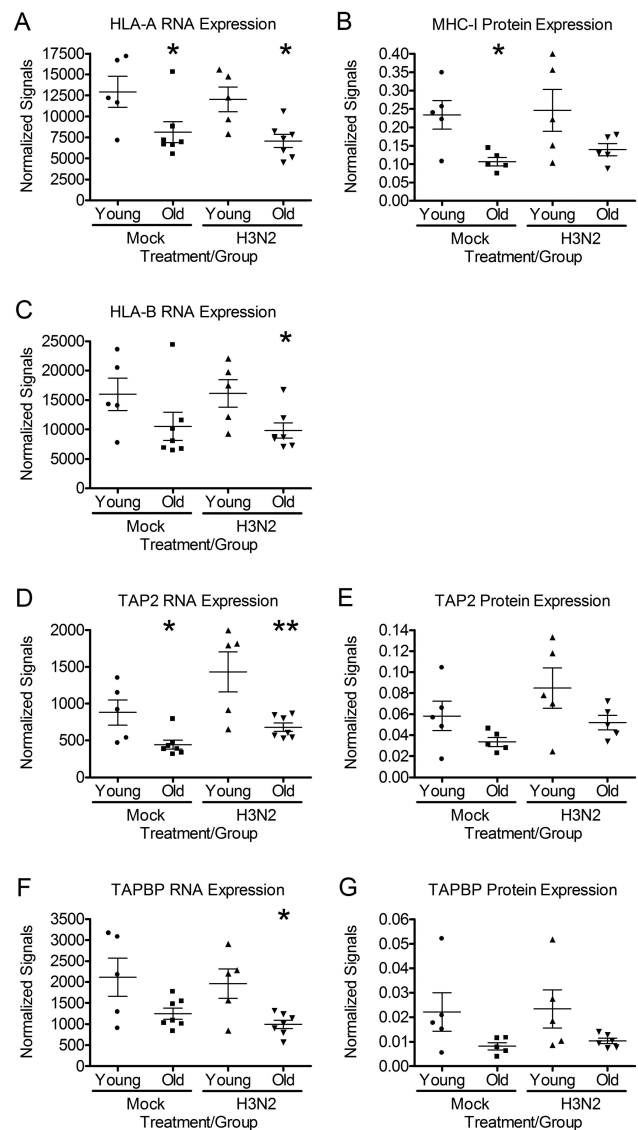 A
HLA-A RNA Expression
Normalized Signals
17500
15000
12500
10000
7500
5000
2500
0
*
*
Young Old Young Old
Mock H3N2
Treatment/Group
B
MHC-I Protein Expression
Normalized Signals
0.40
0.35
0.30
0.25
0.20
0.15
0.10
0.05
0.00
*
Young Old Young Old
Mock H3N2
Treatment/Group
C
HLA-B RNA Expression
Normalized Signals
25000
20000
15000
10000
5000
0
*
Young Old Young Old
Mock H3N2
Treatment/Group
D
TAP2 RNA Expression
Normalized Signals
2000
1500
1000
500
0
*
**
Young Old Young Old
Mock H3N2
Treatment/Group
E
TAP2 Protein Expression
Normalized Signals
0.14
0.12
0.10
0.08
0.06
0.04
0.02
0.00
Young Old Young Old
Mock H3N2
Treatment/Group
F
TAPBP RNA Expression
Normalized Signals
3500
3000
2500
2000
1500
1000
500
0
*
Young Old Young Old
Mock H3N2
Treatment/Group
G
TAPBP Protein Expression
Normalized Signals
0.06
0.05
0.04
0.03
0.02
0.01
0.00
Young Old Young Old
Mock H3N2
Treatment/Group